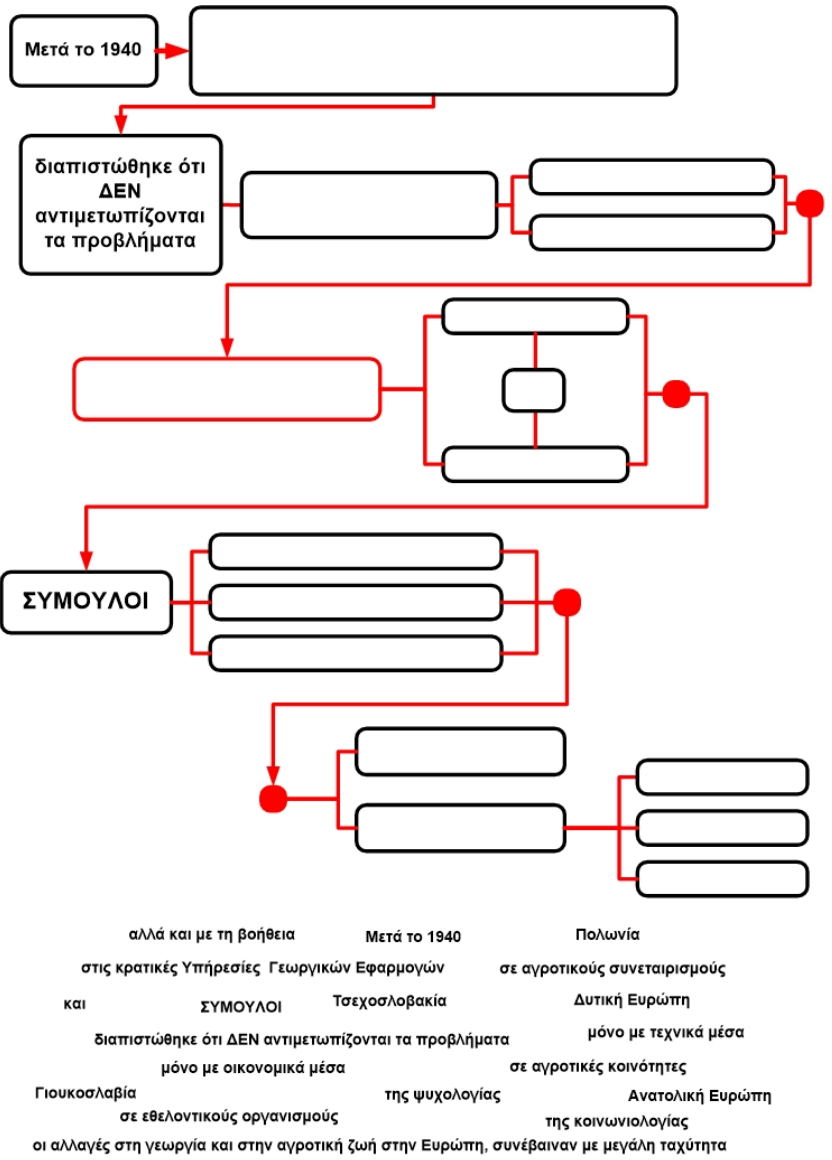 Μετά το 1940
διαπιστώθηκε ότι
ΔΕΝ
αντιμετωπίζονται
τα προβλήματα
ΣΥΜΟΥΛΟΙ
αλλά και με τη βοήθεια Μετά το 1940 Πολωνία
στις κρατικές Υπηρεσίες Γεωργικών Εφαρμογών σε αγροτικούς συνεταιρισμούς
και ΣΥΜΟΥΛΟΙ Τσεχοσλοβακία Δυτική Ευρώπη
διαπιστώθηκε ότι ΔΕΝ αντιμετωπίζονται τα προβλήματα μόνο με τεχνικά μέσα
μόνο με οικονομικά μέσα σε αγροτικές κοινότητες
Γιουκοσλαβία της ψυχολογίας Ανατολική Ευρώπη
σε εθελοντικούς οργανισμούς της κοινωνιολογίας
οι αλλαγές στη γεωργία και στην αγροτική ζωή στην Ευρώπη, συνέβαιναν με μεγάλη ταχύτητα